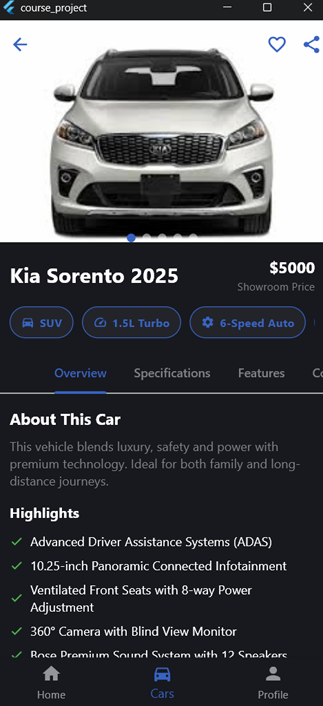 course_project
KIA
Kia Sorento 2025
$5000
Showroom Price
SUV
1.5L Turbo
6-Speed Auto
Overview
Specifications
Features
About This Car
This vehicle blends luxury, safety and power with
premium technology. Ideal for both family and long-
distance journeys.
Highlights
Advanced Driver Assistance Systems (ADAS)
10.25-inch Panoramic Connected Infotainment
Ventilated Front Seats with 8-way Power
Adjustment
360° Camera with Blind View Monitor
Bose Premium Sound System with 12 Speakers
Home
Cars
Profile